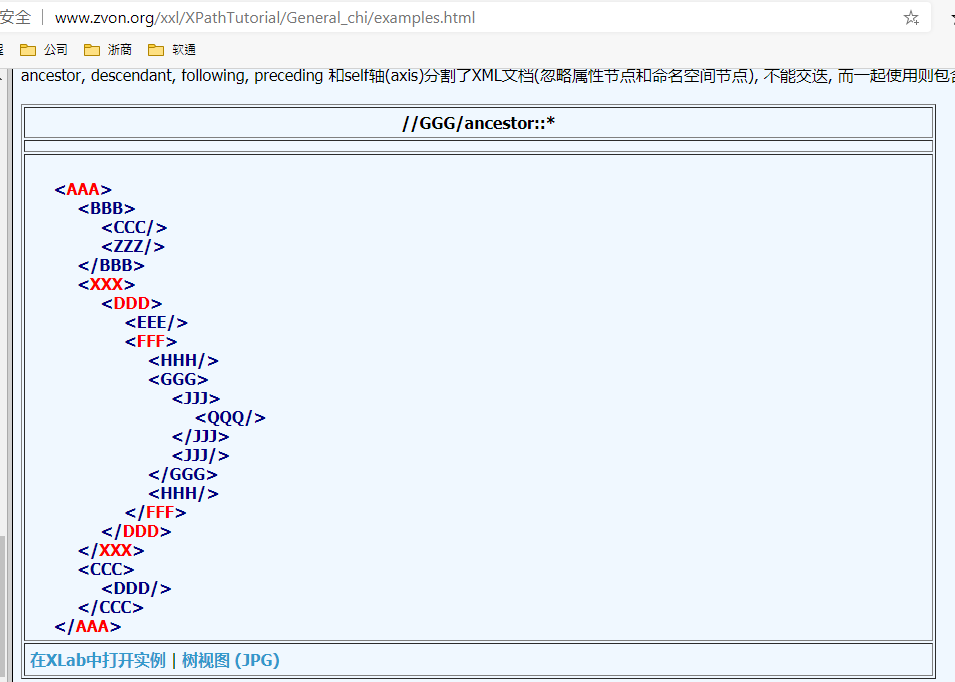 安全 | www.zvon.org/xxl/XPathTutorial/General_chi/examples.html
公司 浙商 软通
ancestor, descendant, following, preceding 和self轴(axis)分割了XML文档(忽略属性节点和命名空间节点), 不能交迭, 而一起使用则包含
//GGG/ancestor::*
<AAA>
<BBB>
<CCC/>
<ZZZ/>
</BBB>
<XXX>
<DDD>
<EEE/>
<FFF>
<HHH/>
<GGG>
<JJJ>
<QQQ/>
</JJJ>
<JJJ/>
</GGG>
<HHH/>
</FFF>
</DDD>
</XXX>
<CCC>
<DDD/>
</CCC>
</AAA>
在XLab中打开实例 | 树视图 (JPG)